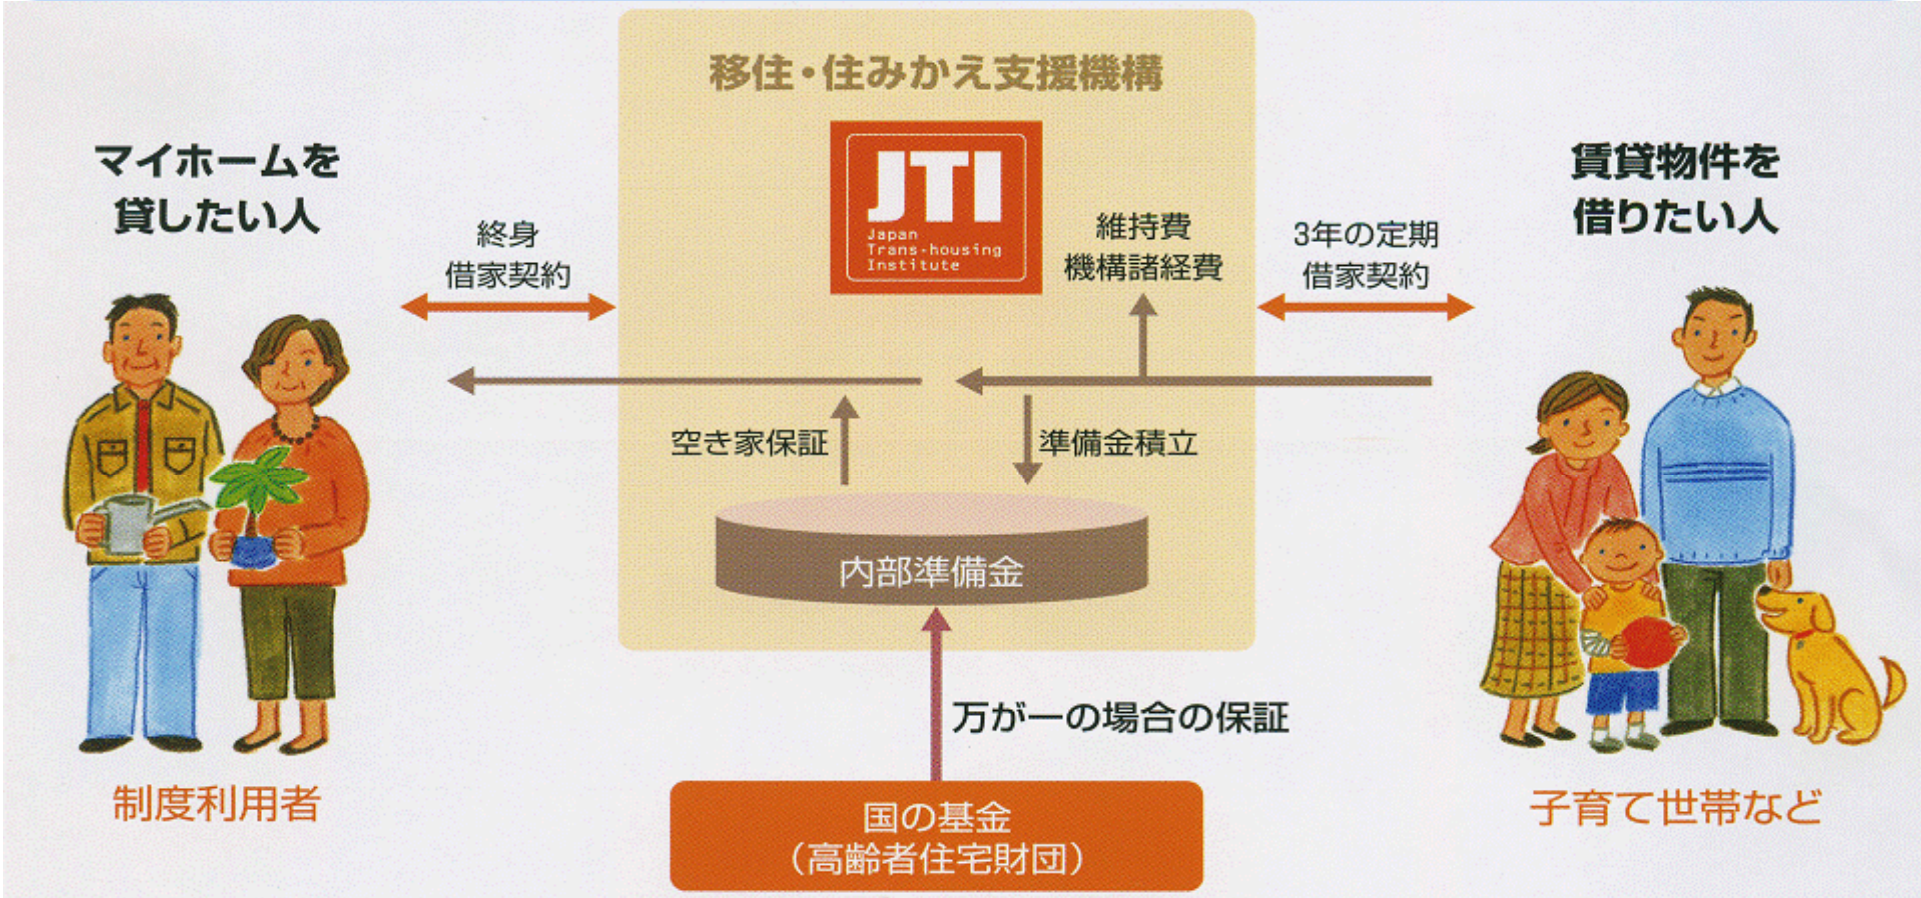 移住・住みかえ支援機構
JTI
Japan
Trans-housing
Institute
マイホームを
貸したい人
終身
借家契約
維持費
機構諸経費
3年の定期
借家契約
賃貸物件を
借りたい人
空き家保証
準備金積立
内部準備金
万が一の場合の保証
制度利用者
国の基金
（高齢者住宅財団）
子育て世帯など